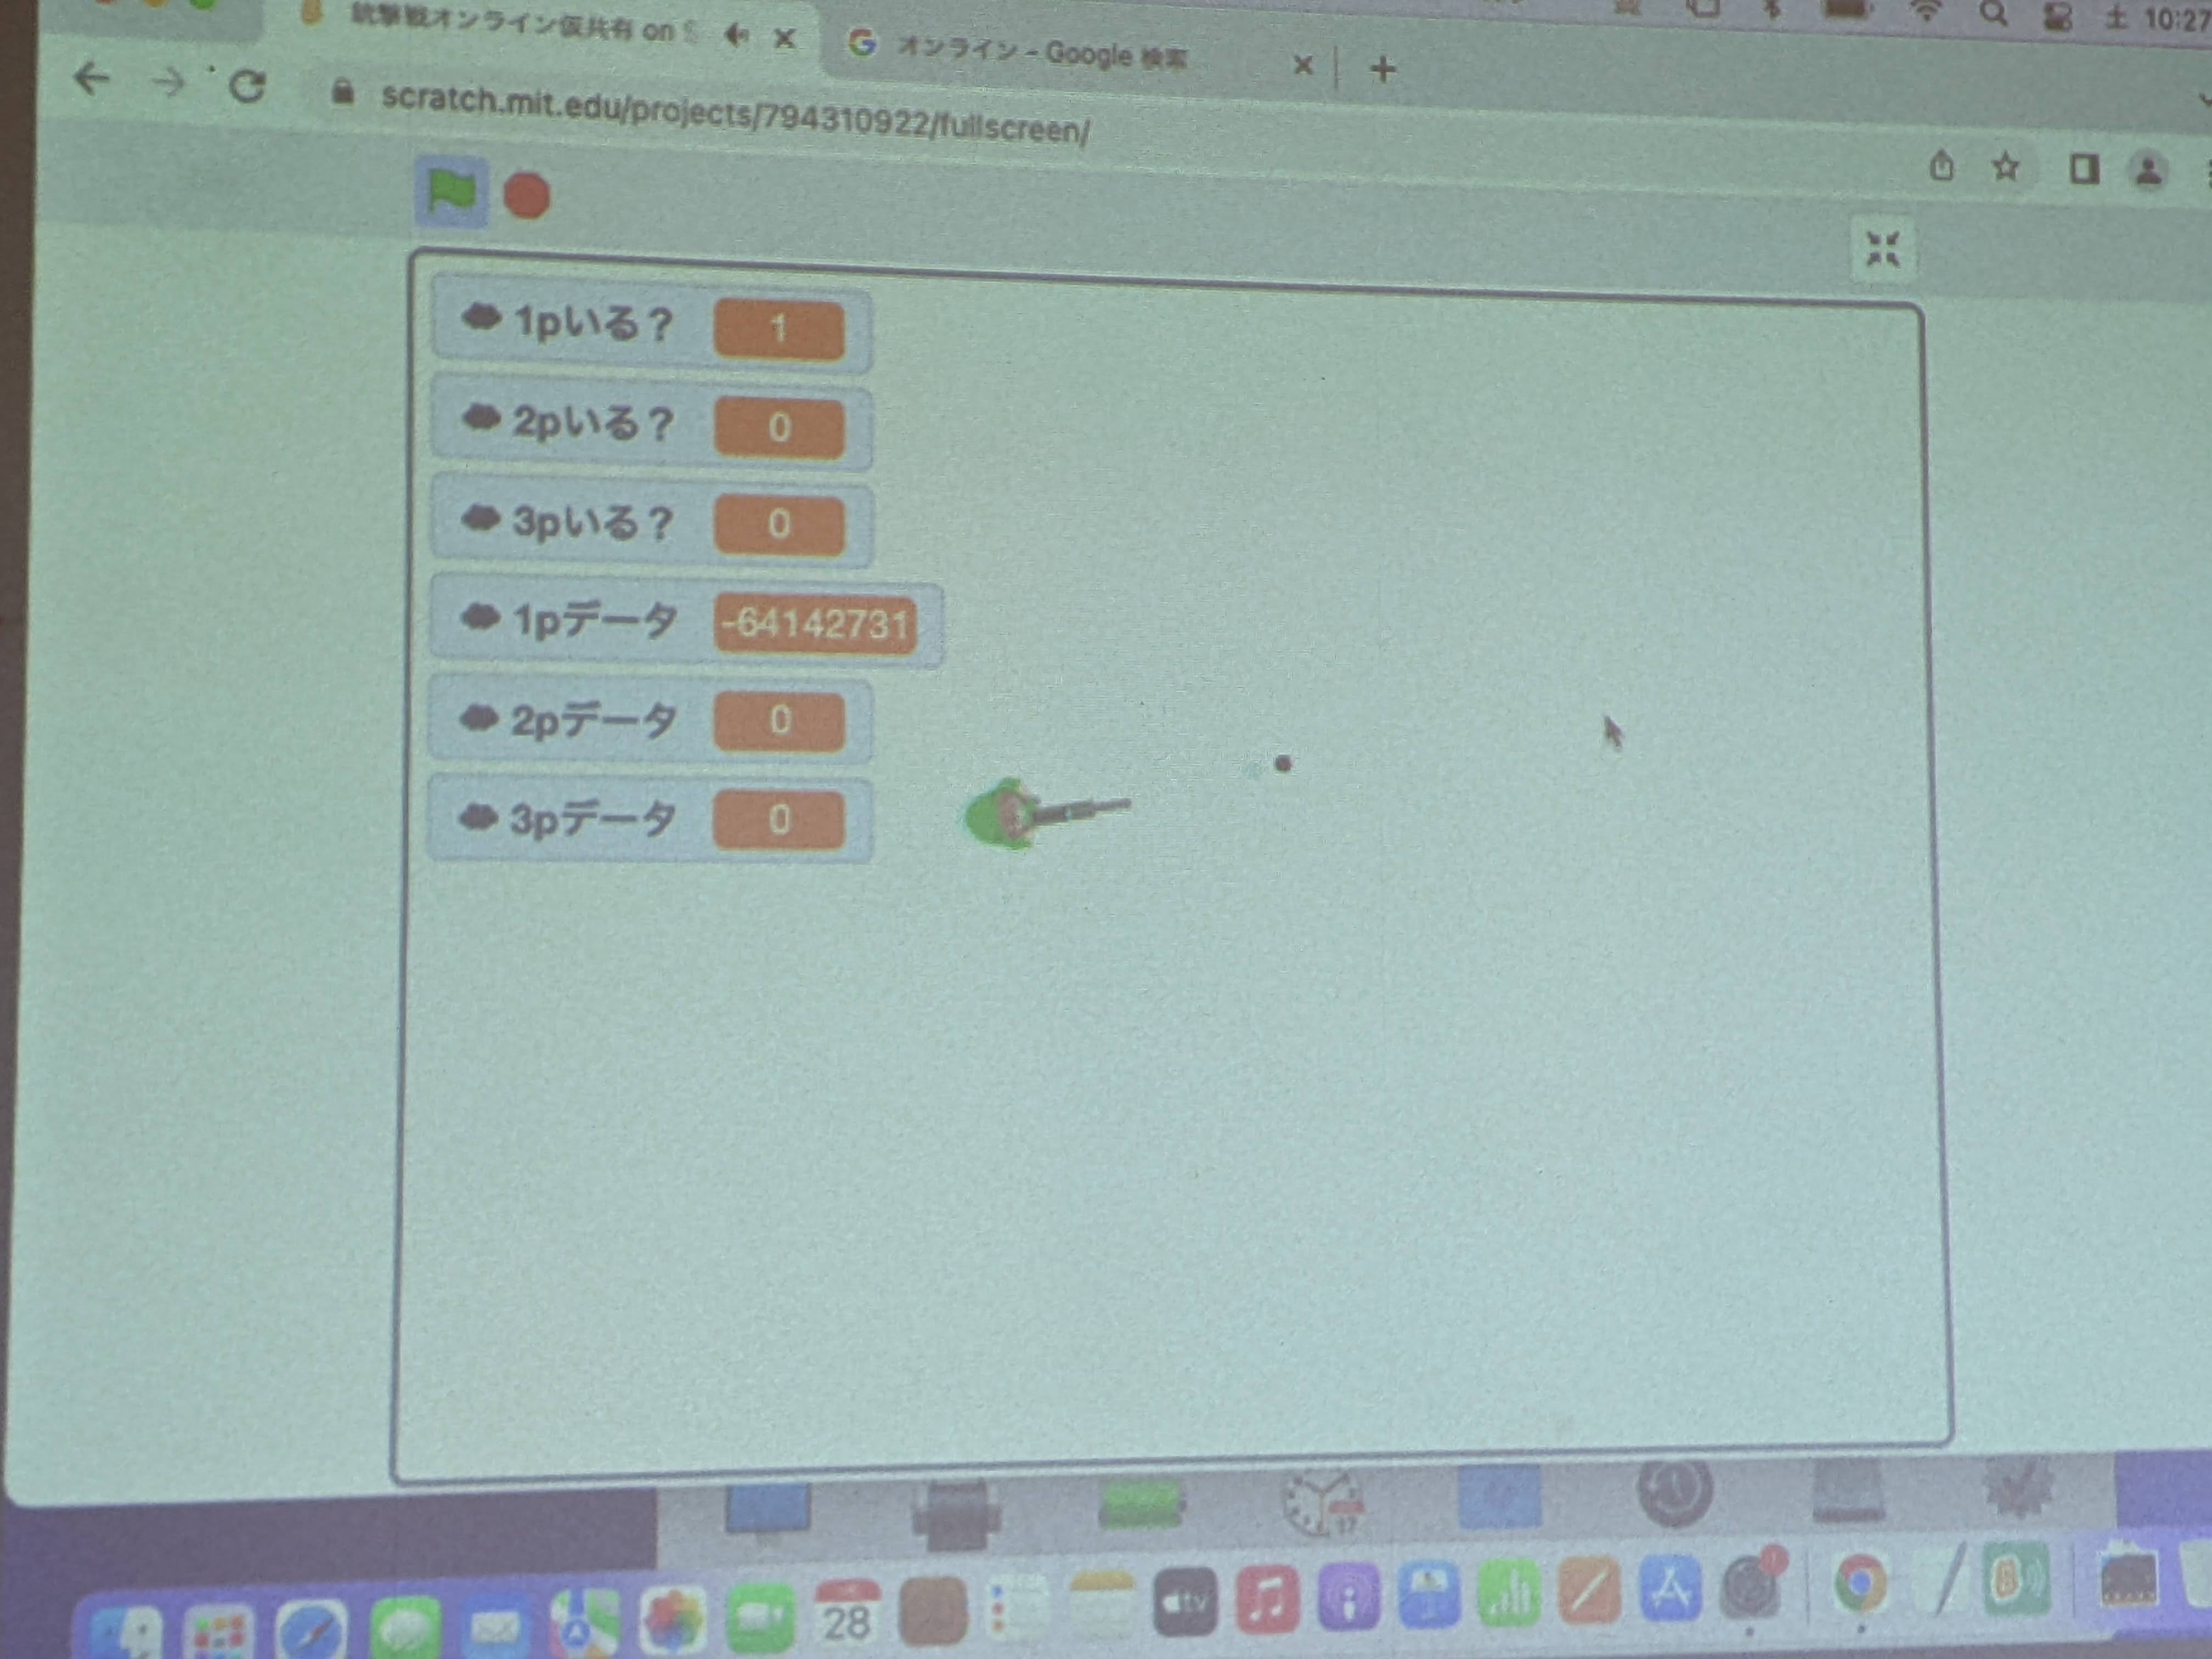 銃撃戦オンライン仮共有 on S
オンライン - Google 検索
土 10:27
scratch.mit.edu/projects/794310922/fullscreen/
1pいる？ 1
2pいる？ 0
3pいる？ 0
1pデータ -64142731
2pデータ 0
3pデータ 0
17
28
tv